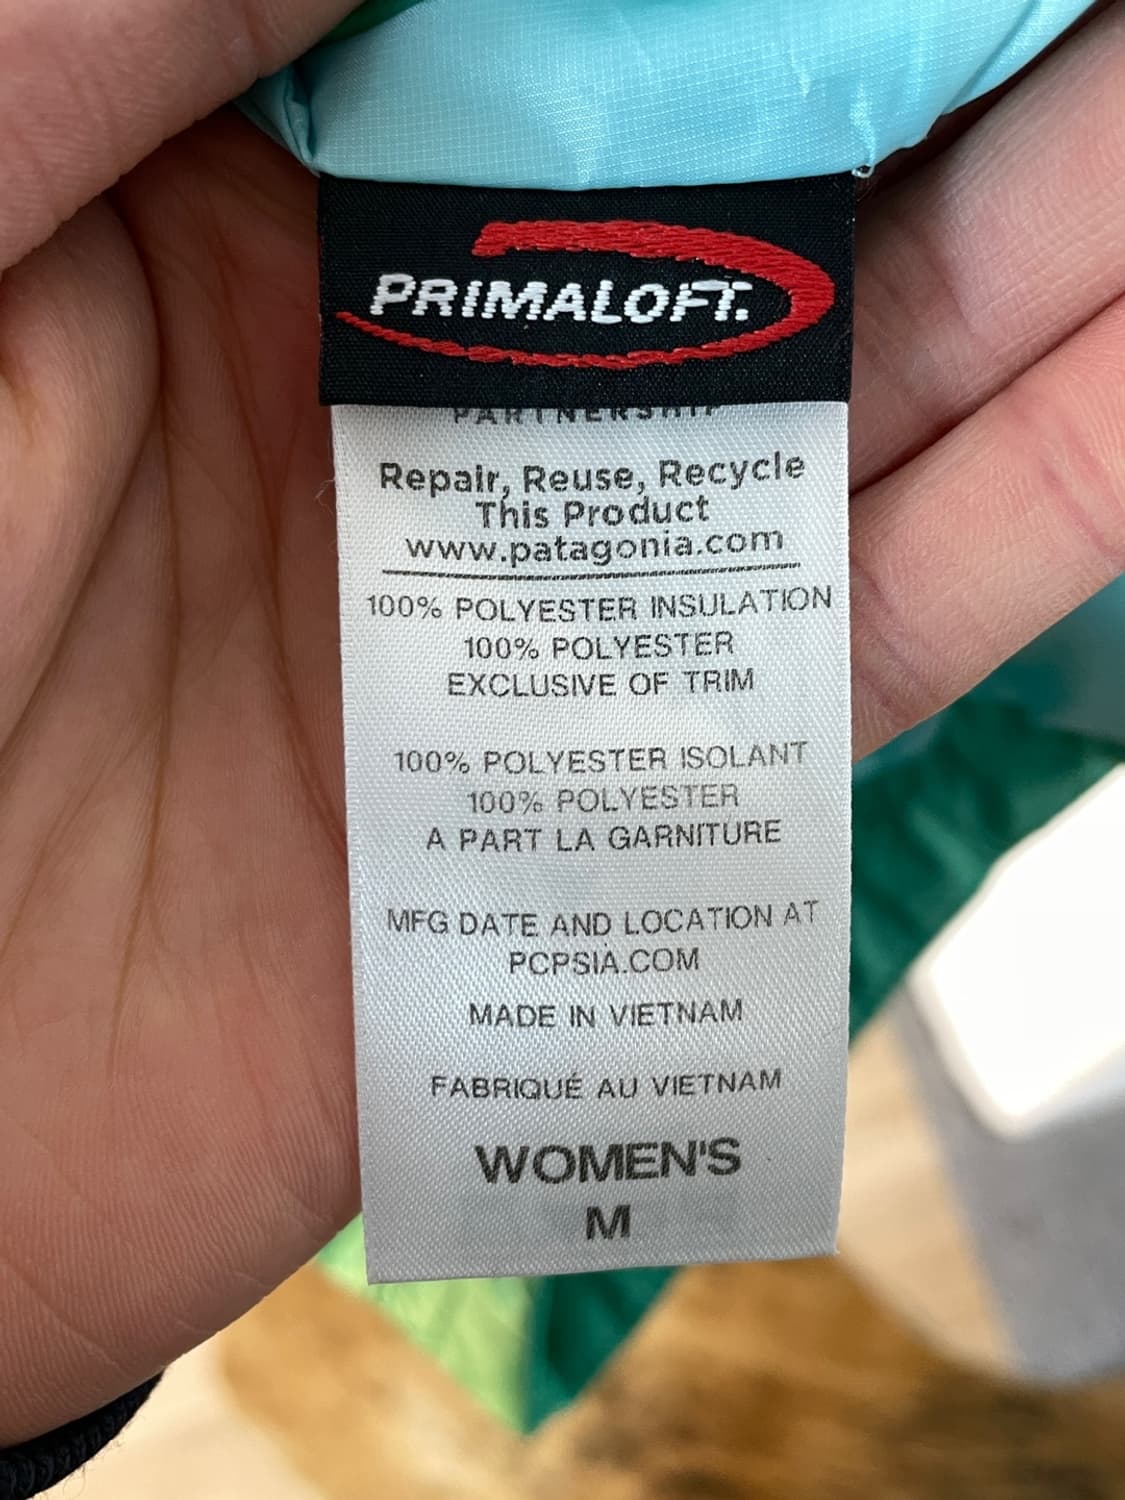 PRIMALOFT.
PARTNERSHIP
Repair, Reuse, Recycle
This Product
www.patagonia.com
100% POLYESTER INSULATION
100% POLYESTER
EXCLUSIVE OF TRIM
100% POLYESTER ISOLANT
100% POLYESTER
A PART LA GARNITURE
MFG DATE AND LOCATION AT
PCPSIA.COM
MADE IN VIETNAM
FABRIQUÉ AU VIETNAM
WOMEN'S
M